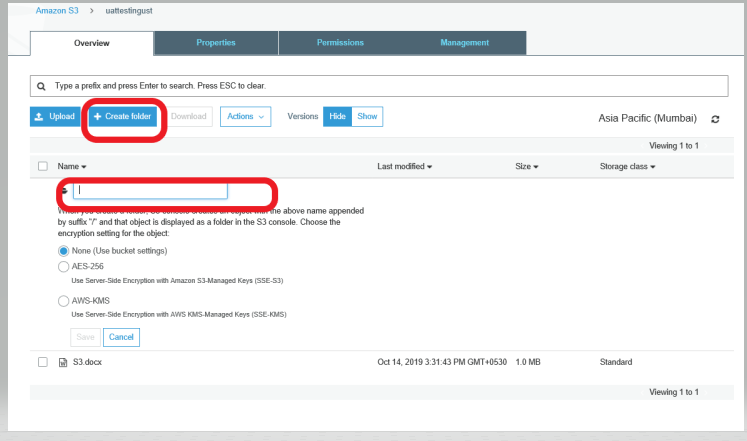 Amazon S3 > uattestingust
Overview Properties Permissions Management
Type a prefix and press Enter to search. Press ESC to clear.
Upload + Create folder Download Actions Versions Hide Show Asia Pacific (Mumbai)
Viewing 1 to 1
Name Last modified Size Storage class
When you create a folder, S3 console creates an object with the above name appended
by suffix "/" and that object is displayed as a folder in the S3 console. Choose the
encryption setting for the object:
None (Use bucket settings)
AES-256
Use Server-Side Encryption with Amazon S3-Managed Keys (SSE-S3)
AWS-KMS
Use Server-Side Encryption with AWS KMS-Managed Keys (SSE-KMS)
Save Cancel
S3.docx Oct 14, 2019 3:31:43 PM GMT+0530 1.0 MB Standard
Viewing 1 to 1